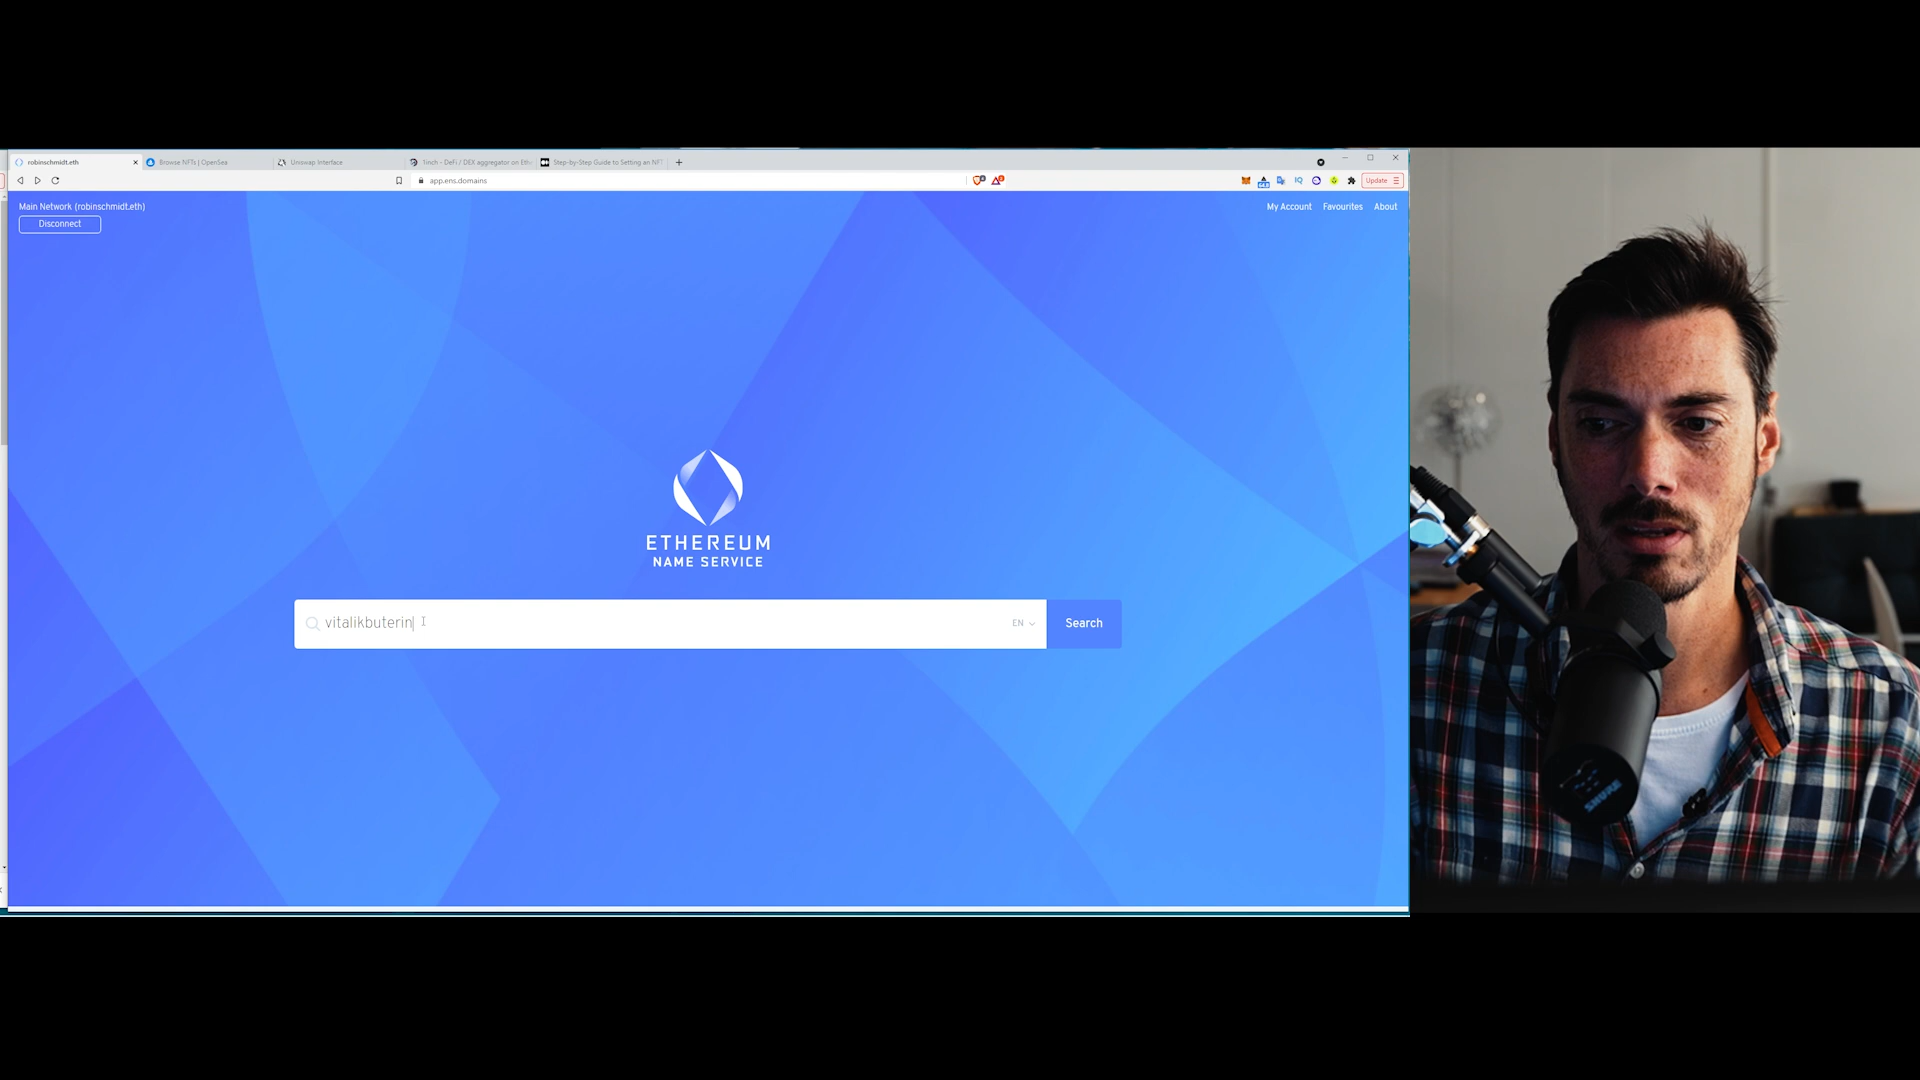 robinschmidt.eth
Browse NFTs | OpenSea
Uniswap Interface
1inch - DeFi / DEX aggregator on Eth
Step-by-Step Guide to Setting an NFT
app.ens.domains
Update
Main Network (robinschmidt.eth)
My Account
Favourites
About
Disconnect
ETHEREUM
NAME SERVICE
vitalikbuterin
EN
Search
SHURE